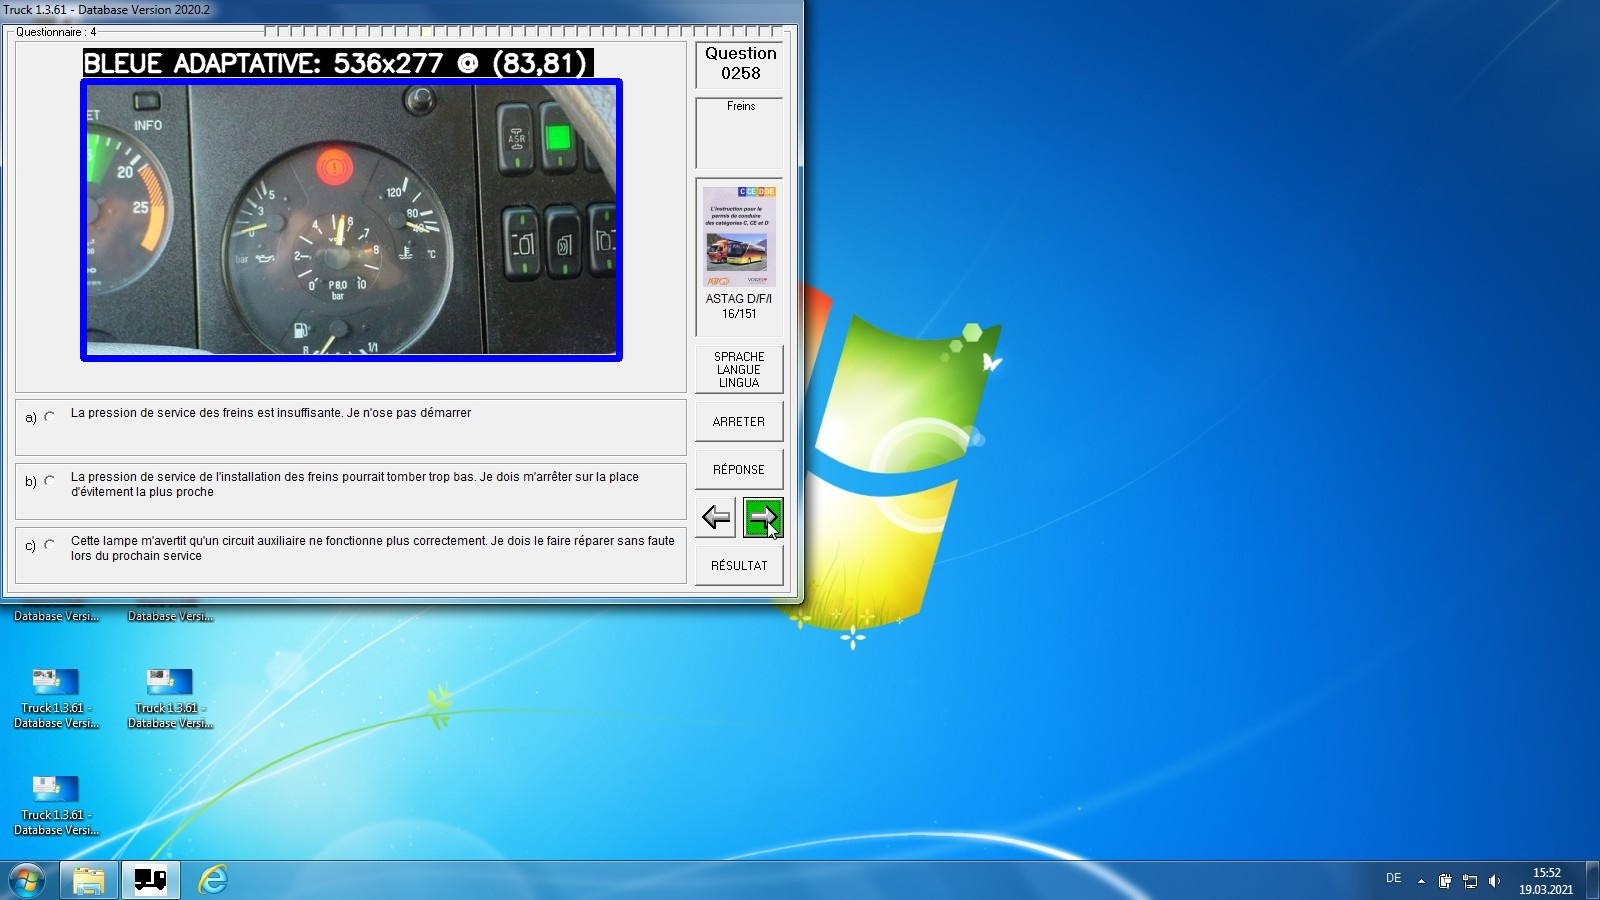 Truck 1.3.61 - Database Version 2020.2
Questionnaire : 4
BLEUE ADAPTATIVE: 536x277 @ (83,81)
Question
0258
Freins
ET
INFO
20
25
5
3
0
bar
120
80
40
°C
4
6
7
2
8
0
P 8,0
10
bar
R
1/1
ASR
C CE D DE
L'instruction pour le
permis de conduire
des catégories C, CE et D
ASTAG D/F/I
16/151
SPRACHE
LANGUE
LINGUA
ARRETER
RÉPONSE
RÉSULTAT
a) La pression de service des freins est insuffisante. Je n'ose pas démarrer
b) La pression de service de l'installation des freins pourrait tomber trop bas. Je dois m'arrêter sur la place
d'évitement la plus proche
c) Cette lampe m'avertit qu'un circuit auxiliaire ne fonctionne plus correctement. Je dois le faire réparer sans faute
lors du prochain service
Database Versi...
Database Versi...
Truck 1.3.61 -
Database Versi...
Truck 1.3.61 -
Database Versi...
Truck 1.3.61 -
Database Versi...
DE
15:52
19.03.2021